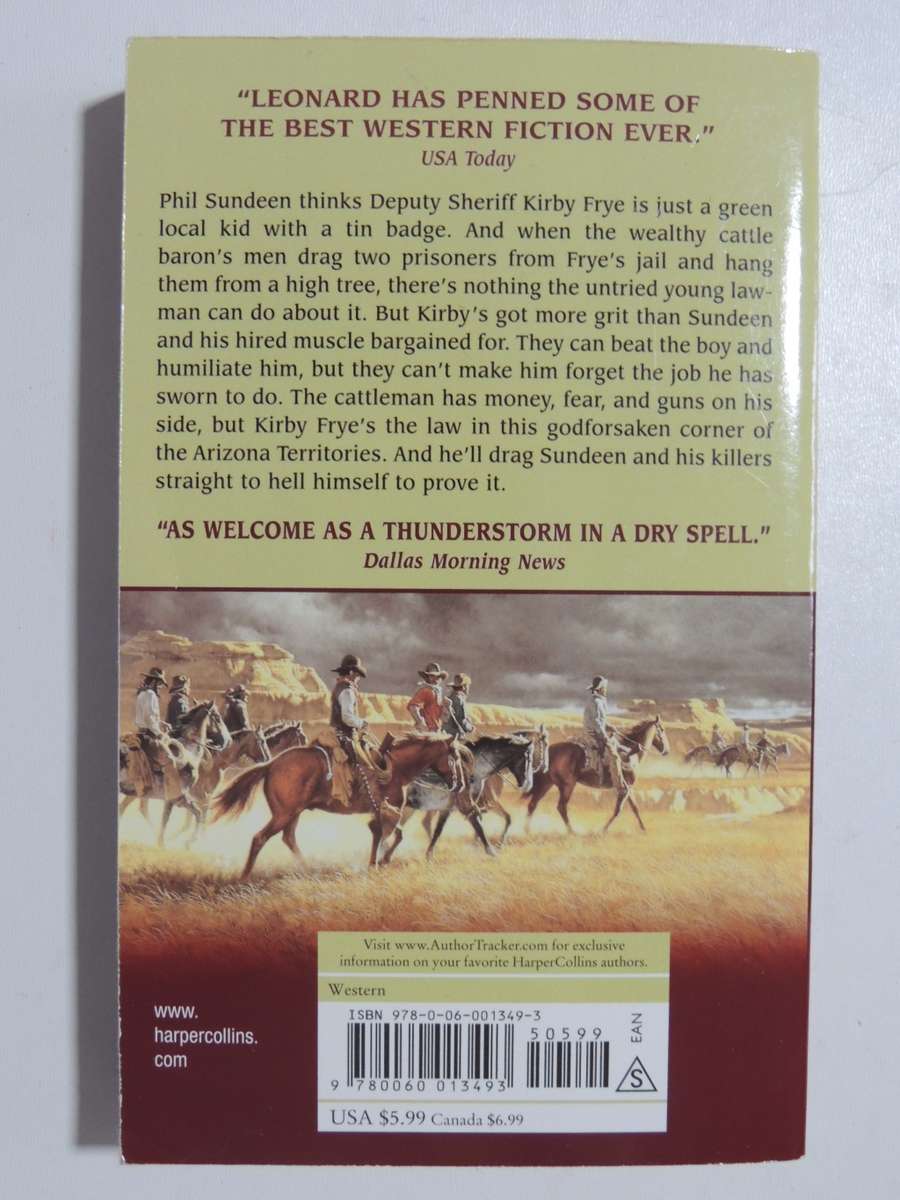 “LEONARD HAS PENNED SOME OF
THE BEST WESTERN FICTION EVER.”
USA Today
Phil Sundeen thinks Deputy Sheriff Kirby Frye is just a green
local kid with a tin badge. And when the wealthy cattle
baron’s men drag two prisoners from Frye’s jail and hang
them from a high tree, there’s nothing the untried young law-
man can do about it. But Kirby’s got more grit than Sundeen
and his hired muscle bargained for. They can beat the boy and
humiliate him, but they can’t make him forget the job he has
sworn to do. The cattleman has money, fear, and guns on his
side, but Kirby Frye’s the law in this godforsaken corner of
the Arizona Territories. And he’ll drag Sundeen and his killers
straight to hell himself to prove it.
“AS WELCOME AS A THUNDERSTORM IN A DRY SPELL.”
Dallas Morning News
Visit www.AuthorTracker.com for exclusive
information on your favorite HarperCollins authors.
Western
www.
harpercollins.
com
ISBN 978-0-06-001349-3
50599
EAN
S
9 780060 013493
USA $5.99 Canada $6.99